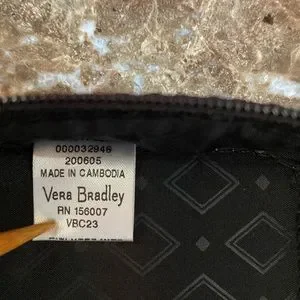 000032946
200605
MADE IN CAMBODIA
Vera Bradley
RN 156007
VBC23